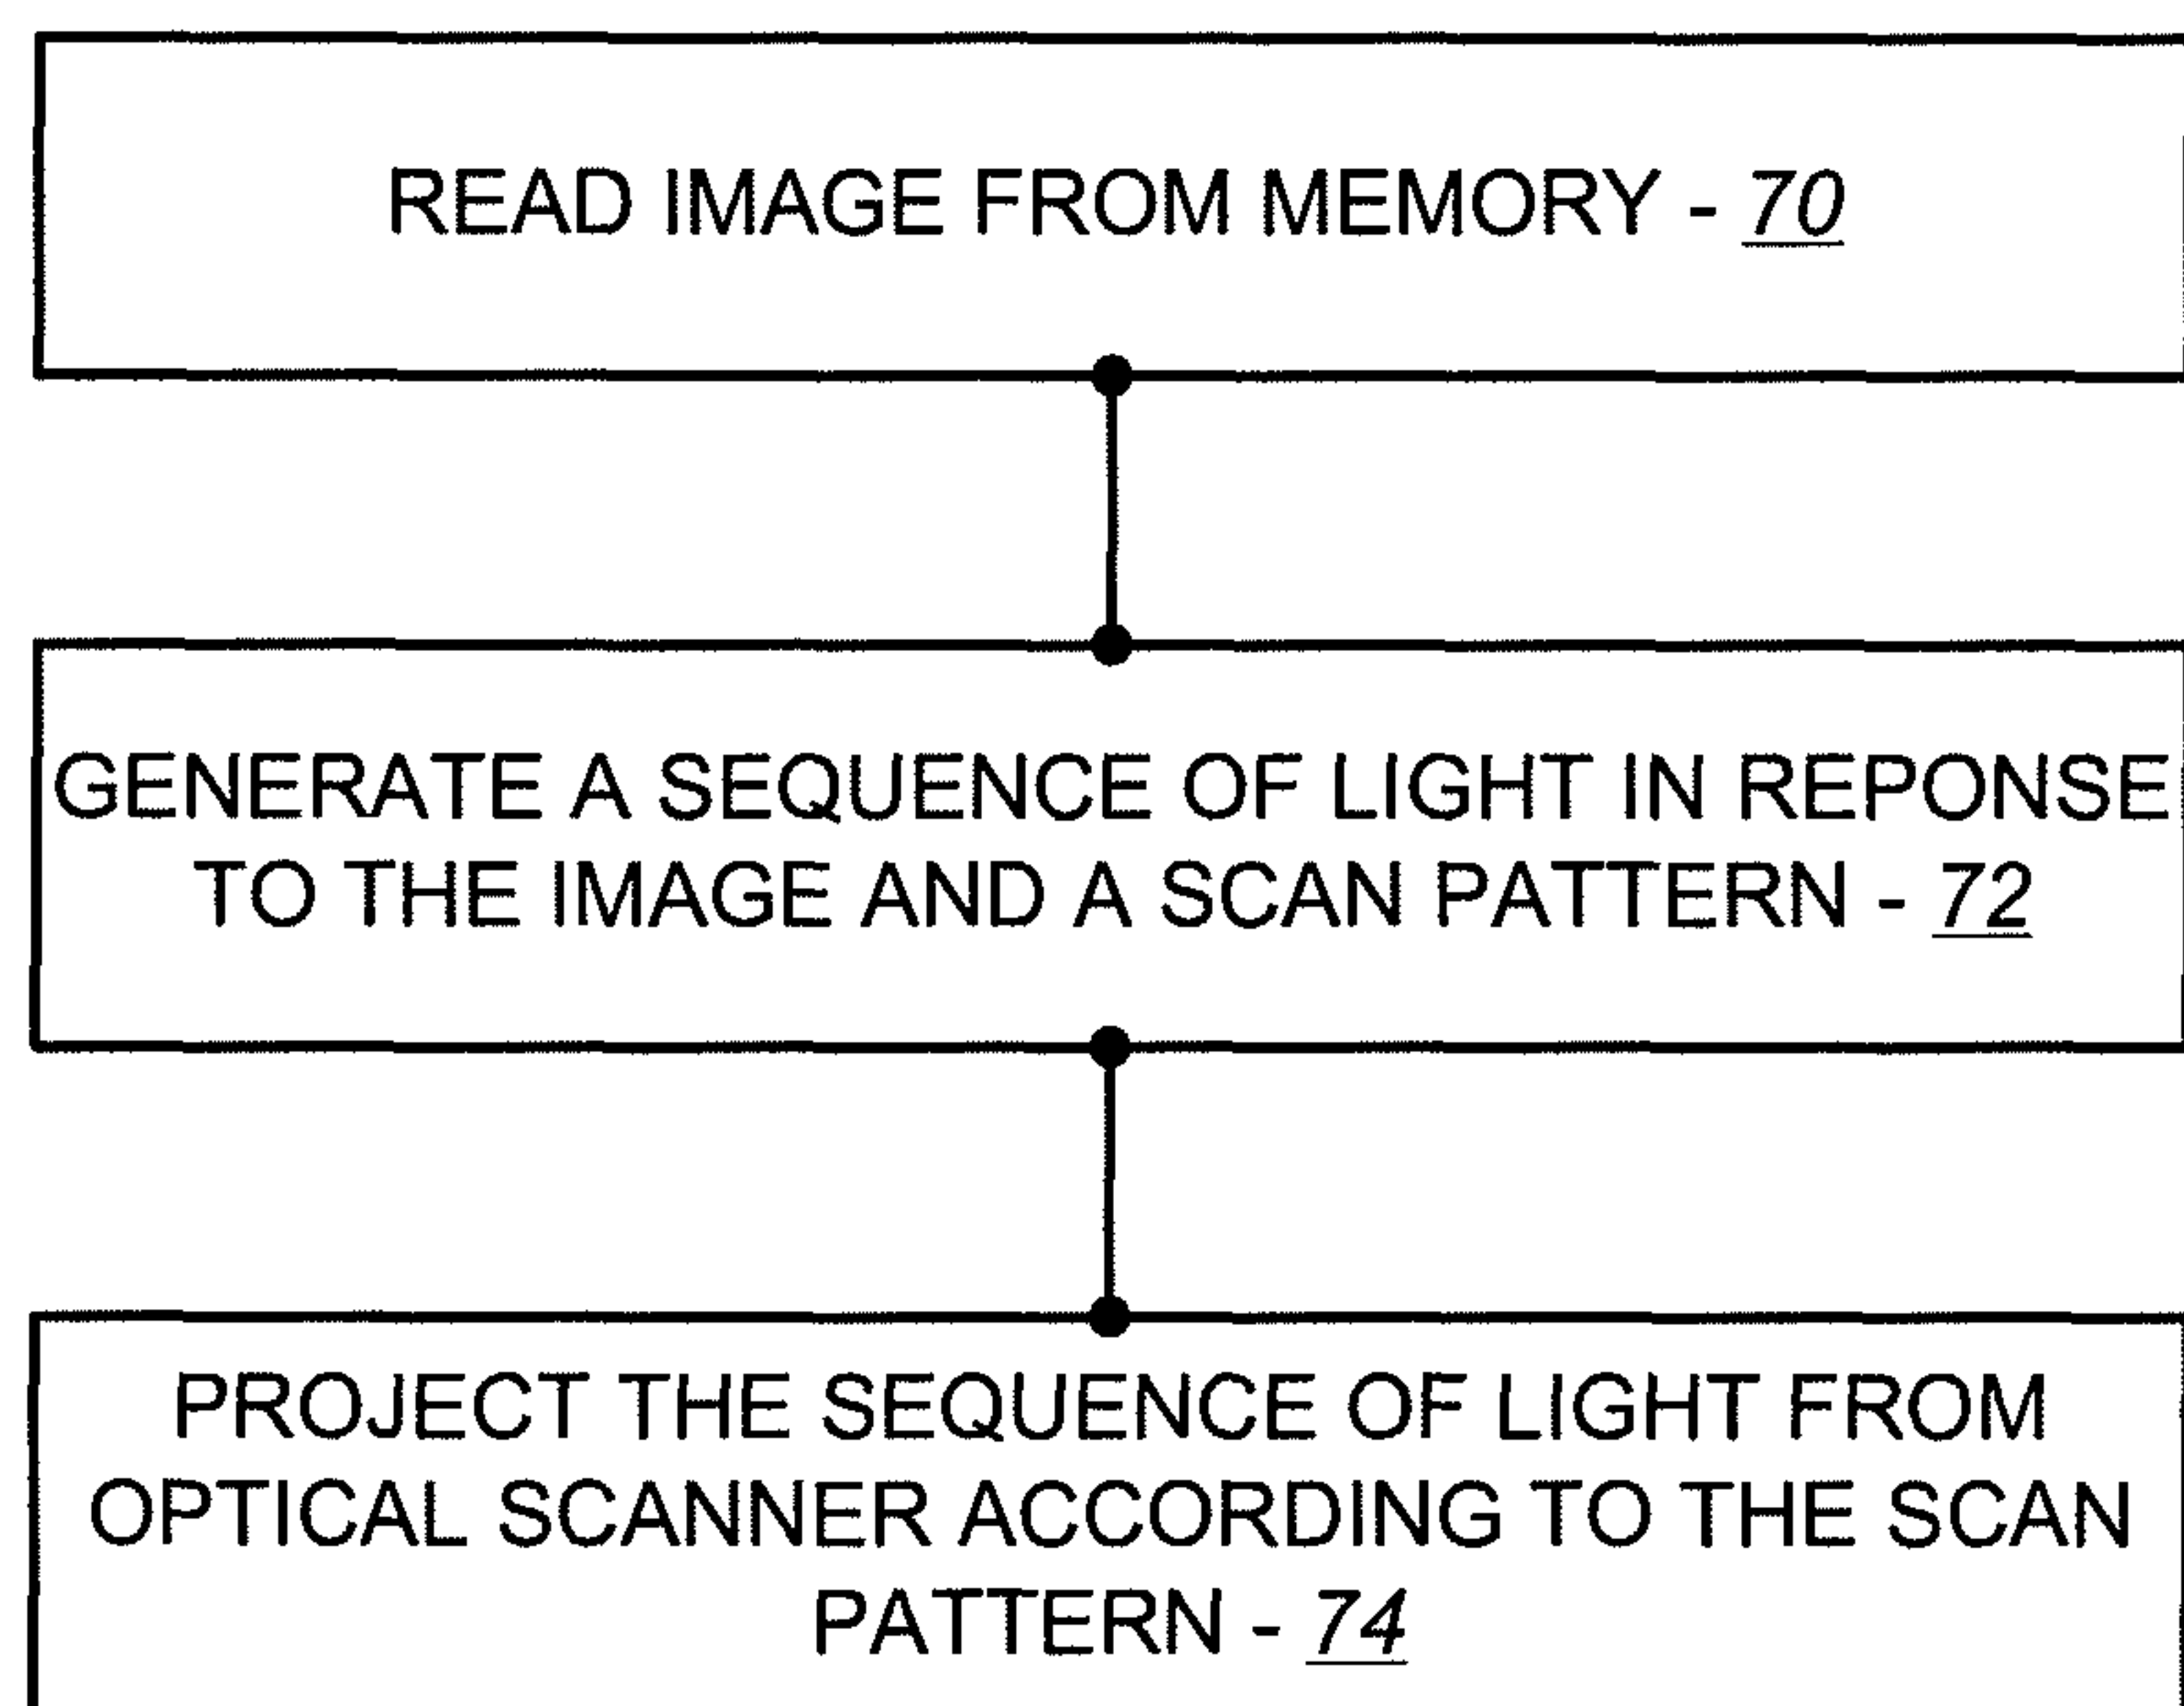 READ IMAGE FROM MEMORY - 70
GENERATE A SEQUENCE OF LIGHT IN REPONSE
TO THE IMAGE AND A SCAN PATTERN - 72
PROJECT THE SEQUENCE OF LIGHT FROM
OPTICAL SCANNER ACCORDING TO THE SCAN
PATTERN - 74